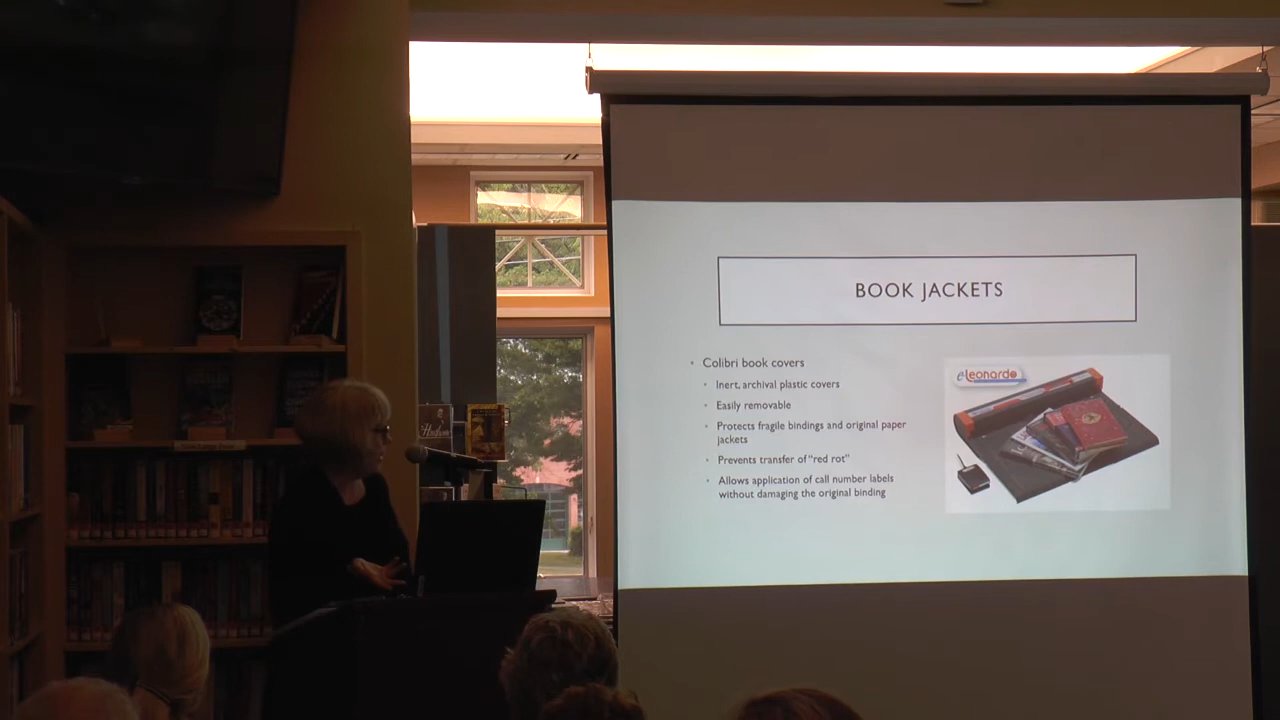 BOOK JACKETS
• Colibri book covers
• Inert, archival plastic covers
• Easily removable
• Protects fragile bindings and original paper
jackets
• Prevents transfer of "red rot"
• Allows application of call number labels
without damaging the original binding
eLeonardo